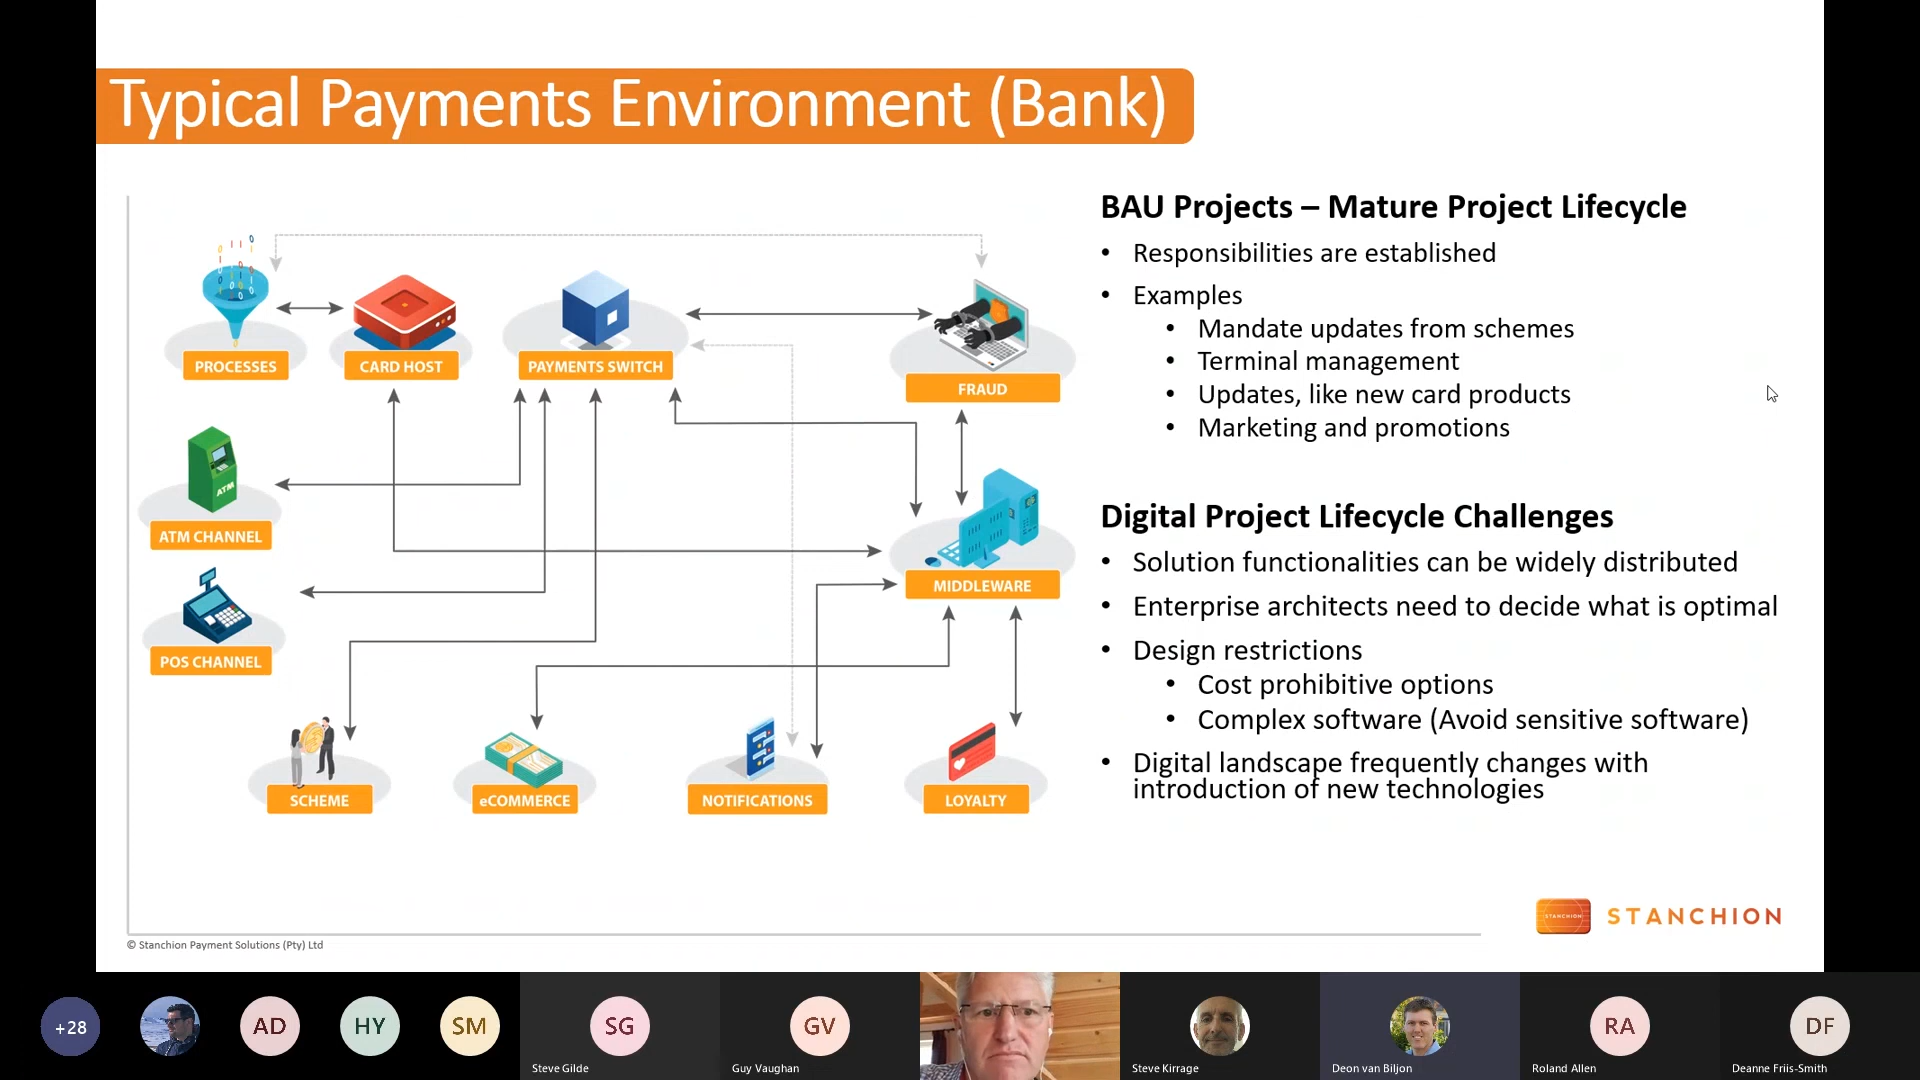 Typical Payments Environment (Bank)
BAU Projects – Mature Project Lifecycle
• Responsibilities are established
• Examples
• Mandate updates from schemes
• Terminal management
• Updates, like new card products
• Marketing and promotions
Digital Project Lifecycle Challenges
• Solution functionalities can be widely distributed
• Enterprise architects need to decide what is optimal
• Design restrictions
• Cost prohibitive options
• Complex software (Avoid sensitive software)
• Digital landscape frequently changes with
introduction of new technologies
PROCESSES
CARD HOST
PAYMENTS SWITCH
FRAUD
ATM
ATM CHANNEL
MIDDLEWARE
POS CHANNEL
SCHEME
eCOMMERCE
NOTIFICATIONS
LOYALTY
STANCHION
STANCHION
© Stanchion Payment Solutions (Pty) Ltd
+28
AD
HY
SM
SG
Steve Gilde
GV
Guy Vaughan
Steve Kirrage
Deon van Biljon
RA
Roland Allen
DF
Deanne Friis-Smith